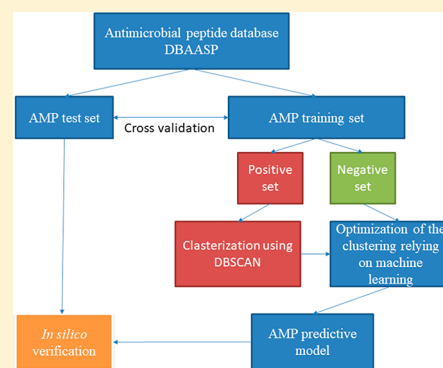 Antimicrobial peptide database
DBAASP
AMP test set
Cross validation
AMP training set
Positive
set
Negative
set
Clasterization using
DBSCAN
Optimization of the
clustering relying
on machine
learning
In silico
verification
AMP predictive
model